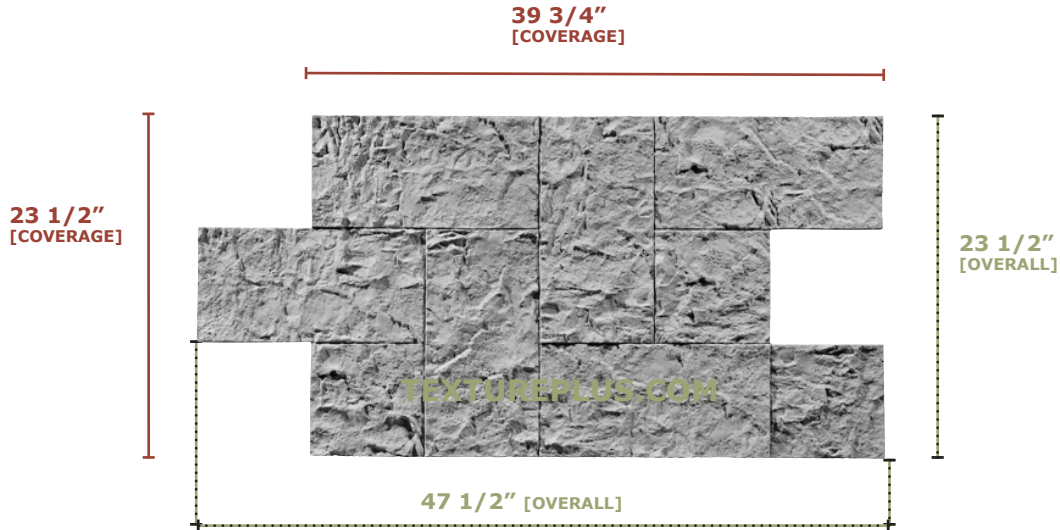 39 3/4”
[COVERAGE]
23 1/2”
[COVERAGE]
23 1/2”
[OVERALL]
TEXTUREPLUS.COM
47 1/2” [OVERALL]